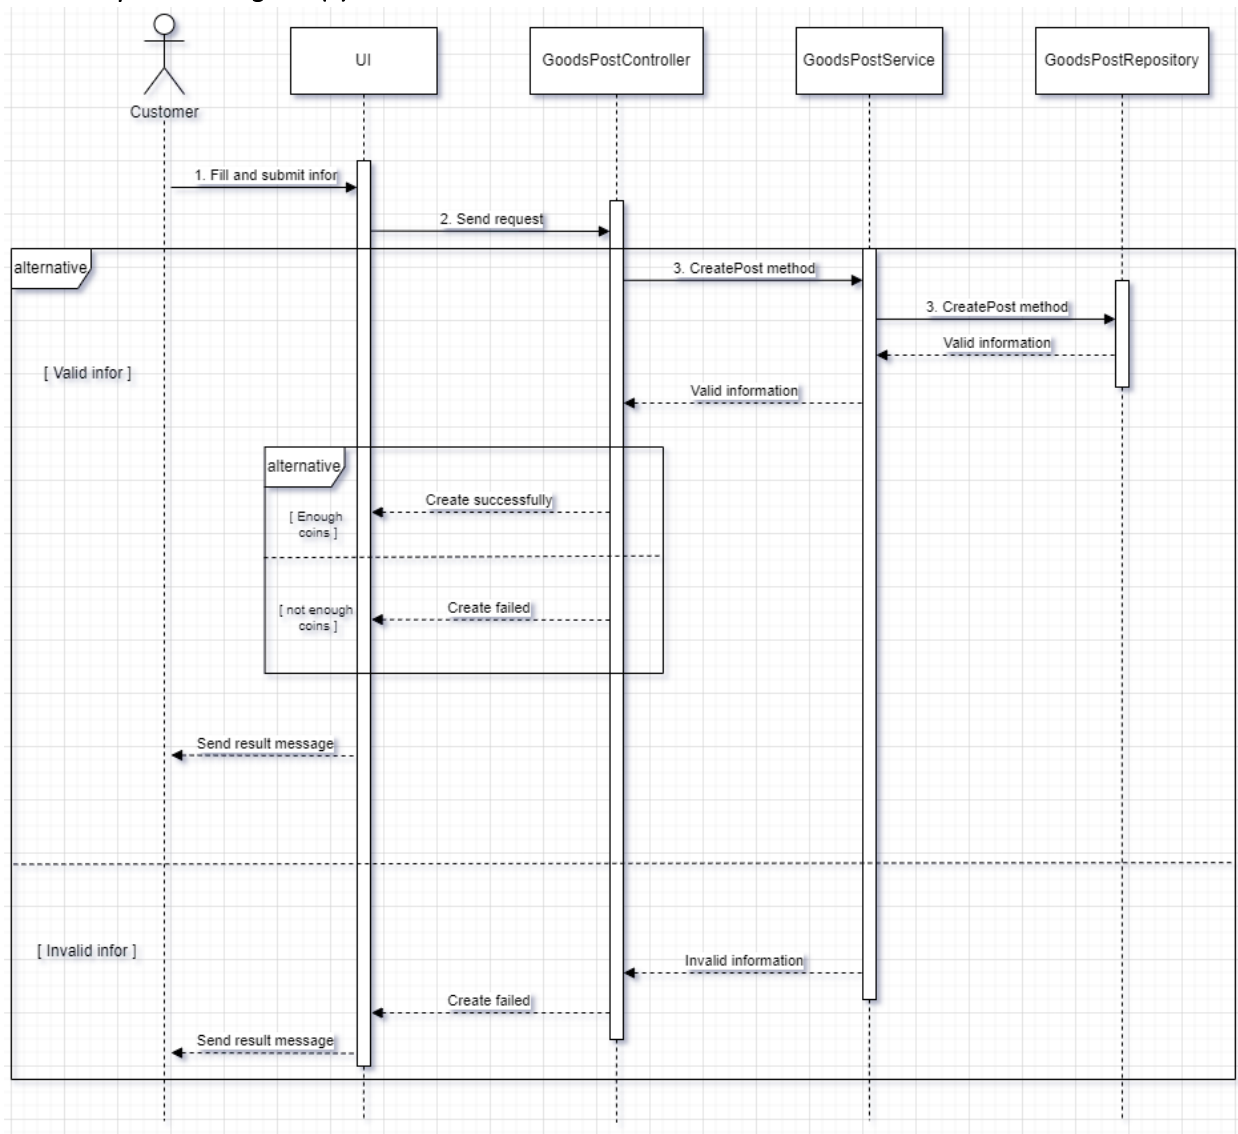 Customer
UI
GoodsPostController
GoodsPostService
GoodsPostRepository
1. Fill and submit infor
2. Send request
alternative
3. CreatePost method
3. CreatePost method
Valid information
[ Valid infor ]
Valid information
alternative
Create successfully
[ Enough
coins ]
Create failed
[ not enough
coins ]
Send result message
[ Invalid infor ]
Invalid information
Create failed
Send result message